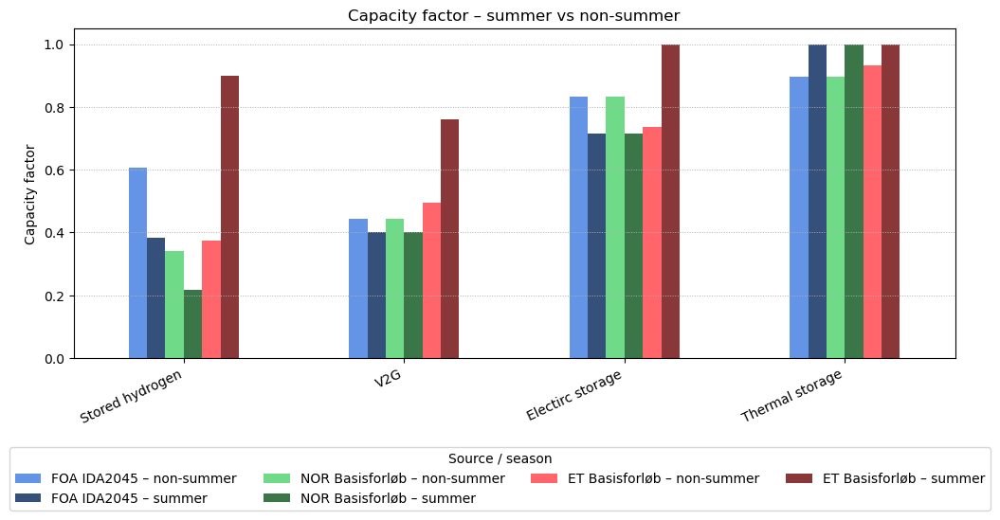 Capacity factor – summer vs non-summer
Capacity factor
1.0
0.8
0.6
0.4
0.2
0.0
Stored hydrogen
V2G
Electirc storage
Thermal storage
Source / season
FOA IDA2045 – non-summer
FOA IDA2045 – summer
NOR Basisforløb – non-summer
NOR Basisforløb – summer
ET Basisforløb – non-summer
ET Basisforløb – summer